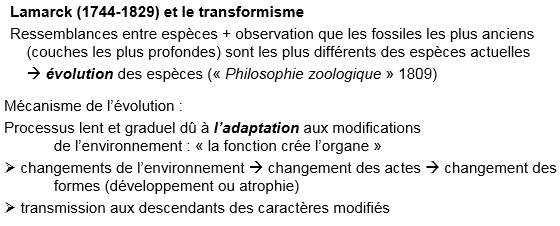 Lamarck (1744-1829) et le transformisme
Ressemblances entre espèces + observation que les fossiles les plus anciens
(couches les plus profondes) sont les plus différents des espèces actuelles
→ évolution des espèces (« Philosophie zoologique » 1809)
Mécanisme de l'évolution :
Processus lent et graduel dû à l'adaptation aux modifications
de l'environnement : « la fonction crée l'organe »
➢ changements de l'environnement → changement des actes → changement des
formes (développement ou atrophie)
➢ transmission aux descendants des caractères modifiés